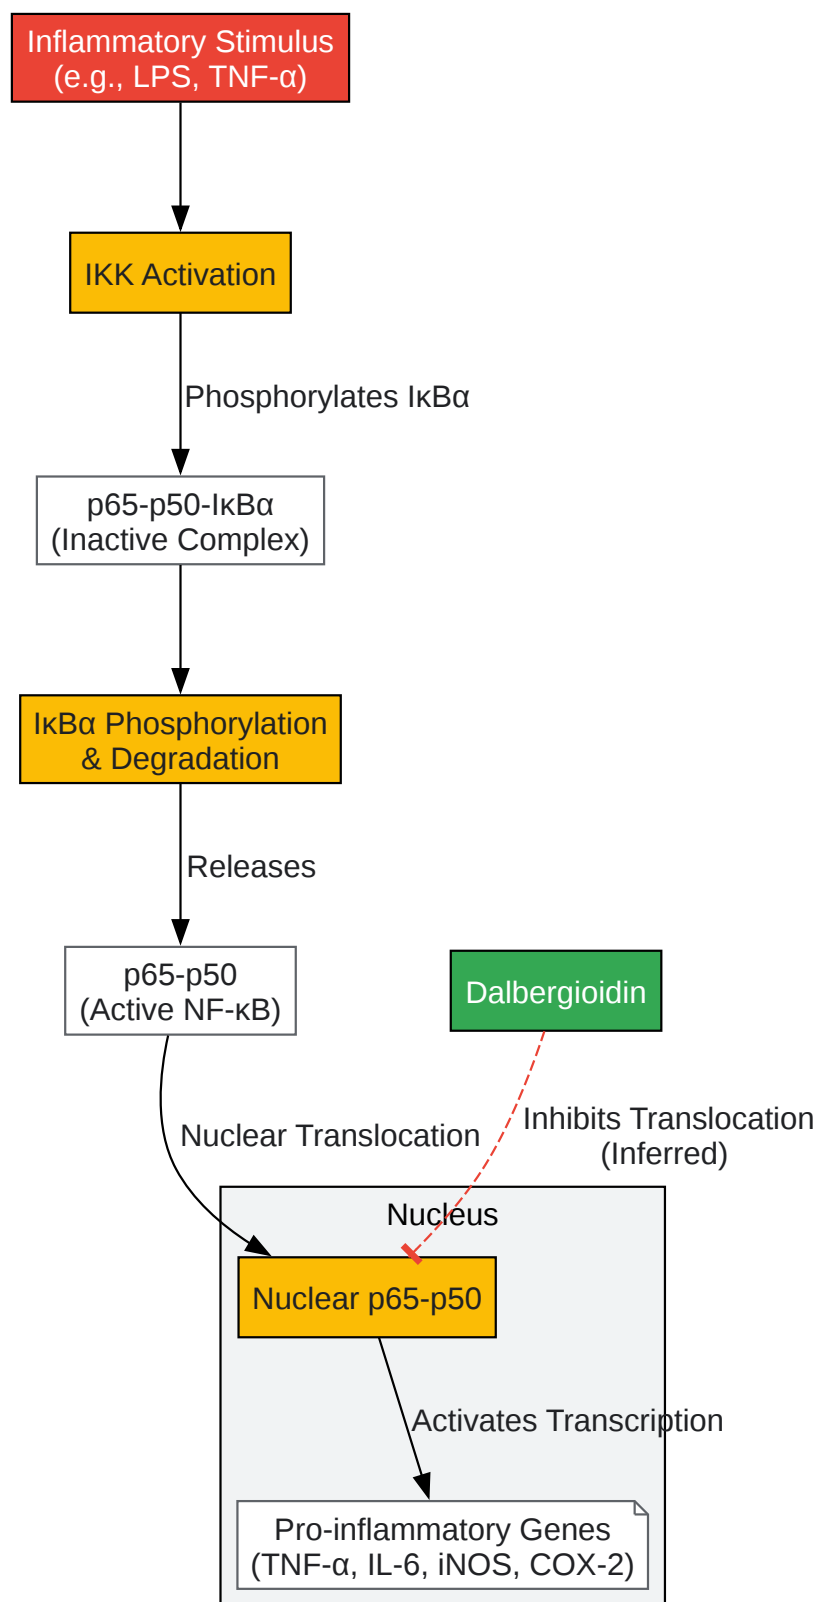 Inflammatory Stimulus
(e.g., LPS, TNF-α)
IKK Activation
Phosphorylates IκBα
p65-p50-IκBα
(Inactive Complex)
IκBα Phosphorylation
& Degradation
Releases
p65-p50
(Active NF-κB)
Dalbergioidin
Nuclear Translocation
Inhibits Translocation
(Inferred)
Nucleus
Nuclear p65-p50
Activates Transcription
Pro-inflammatory Genes
(TNF-α, IL-6, iNOS, COX-2)